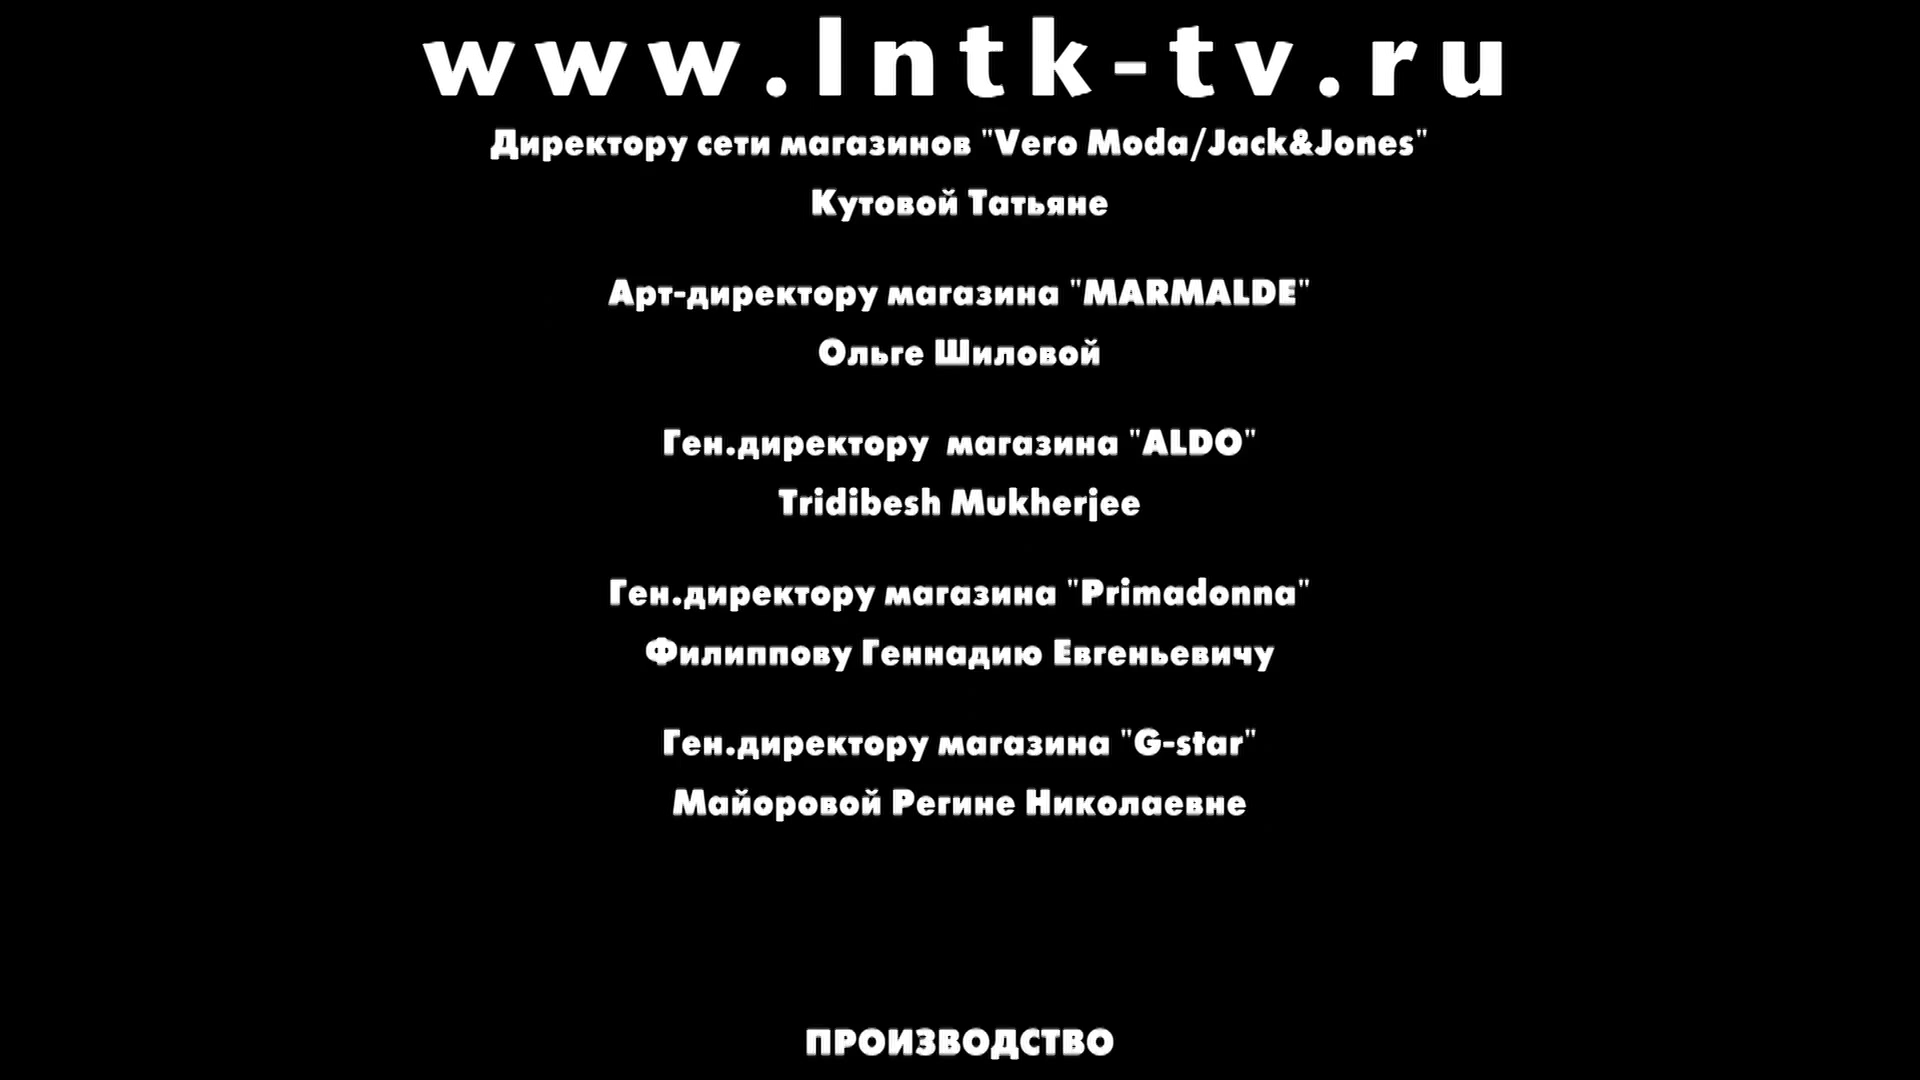 www.lntk-tv.ru
Директору сети магазинов "Vero Moda/Jack&Jones"
Кутовой Татьяне
Арт-директору магазина "MARMALDE"
Ольге Шиловой
Ген.директору магазина "ALDO"
Tridibesh Mukherjee
Ген.директору магазина "Primadonna"
Филиппову Геннадию Евгеньевичу
Ген.директору магазина "G-star"
Майоровой Регине Николаевне
ПРОИЗВОДСТВО